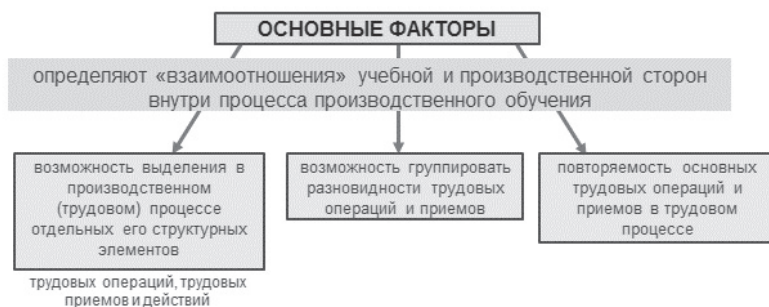 ОСНОВНЫЕ ФАКТОРЫ
определяют «взаимоотношения» учебной и производственной сторон
внутри процесса производственного обучения
возможность выделения в
производственном
(трудовом) процессе
отдельных его структурных
элементов
трудовых операций, трудовых
приемов и действий
возможность группировать
разновидности трудовых
операций и приемов
повторяемость основных
трудовых операций и
приемов в трудовом
процессе